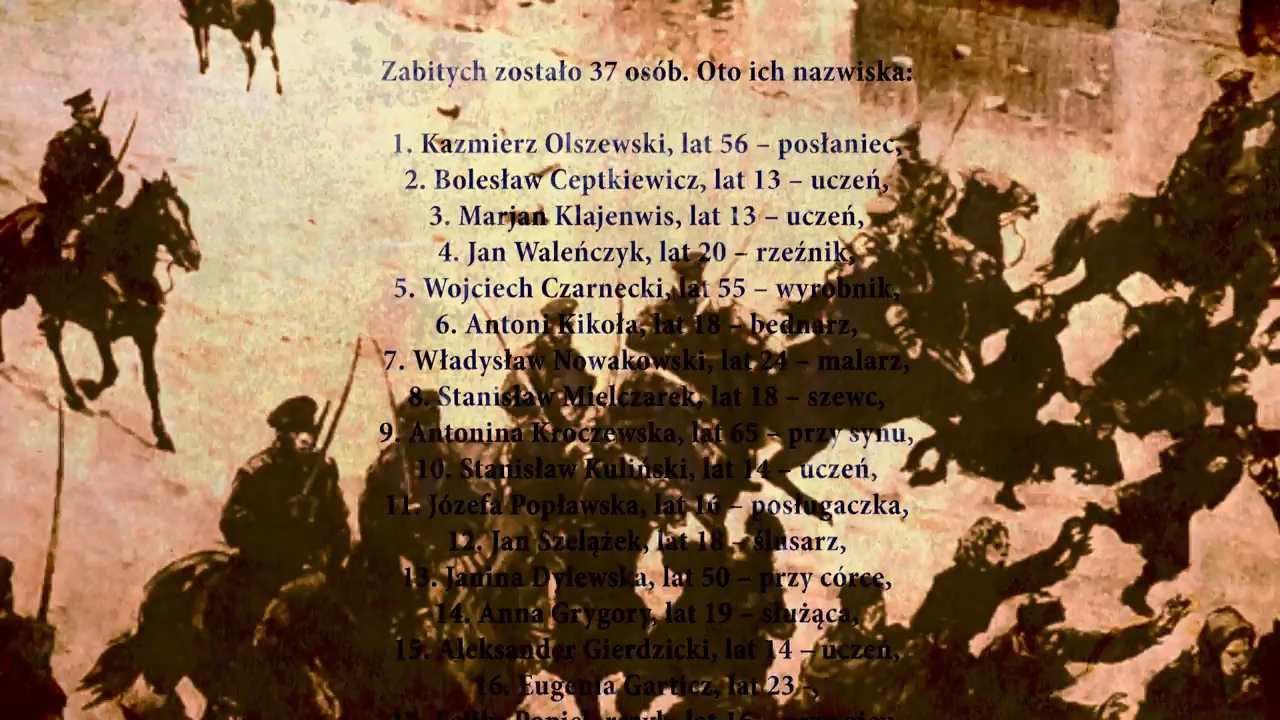 Zabitych zostało 37 osób. Oto ich nazwiska:
1. Kazmierz Olszewski, lat 56 – posłaniec,
2. Bolesław Ceptkiewicz, lat 13 – uczeń,
3. Marjan Klajenwis, lat 13 – uczeń,
4. Jan Waleńczyk, lat 20 – rzeźnik,
5. Wojciech Czarnecki, lat 55 – wyrobnik,
6. Antoni Kikoła, lat 18 – bednarz,
7. Władysław Nowakowski, lat 24 – malarz,
8. Stanisław Mielczarek, lat 18 – szewc,
9. Antonina Kroczewska, lat 65 – przy synu,
10. Stanisław Kuliński, lat 14 – uczeń,
11. Józefa Popławska, lat 16 – posługaczka,
12. Jan Szelążek, lat 18 – ślusarz,
13. Janina Dylewska, lat 50 – przy córce,
14. Anna Grygory, lat 19 – służąca,
15. Aleksander Gierdzicki, lat 14 – uczeń,
16. Eugenia Garticz, lat 23 -,